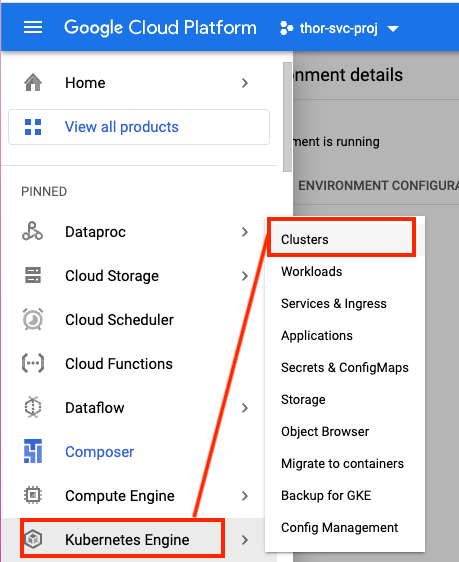 Google Cloud Platform
thor-svc-proj
Home
View all products
PINNED
Dataproc
Cloud Storage
Cloud Scheduler
Cloud Functions
Dataflow
Composer
Compute Engine
Kubernetes Engine
Clusters
Workloads
Services & Ingress
Applications
Secrets & ConfigMaps
Storage
Object Browser
Migrate to containers
Backup for GKE
Config Management
onment details
ment is running
ENVIRONMENT CONFIGURA